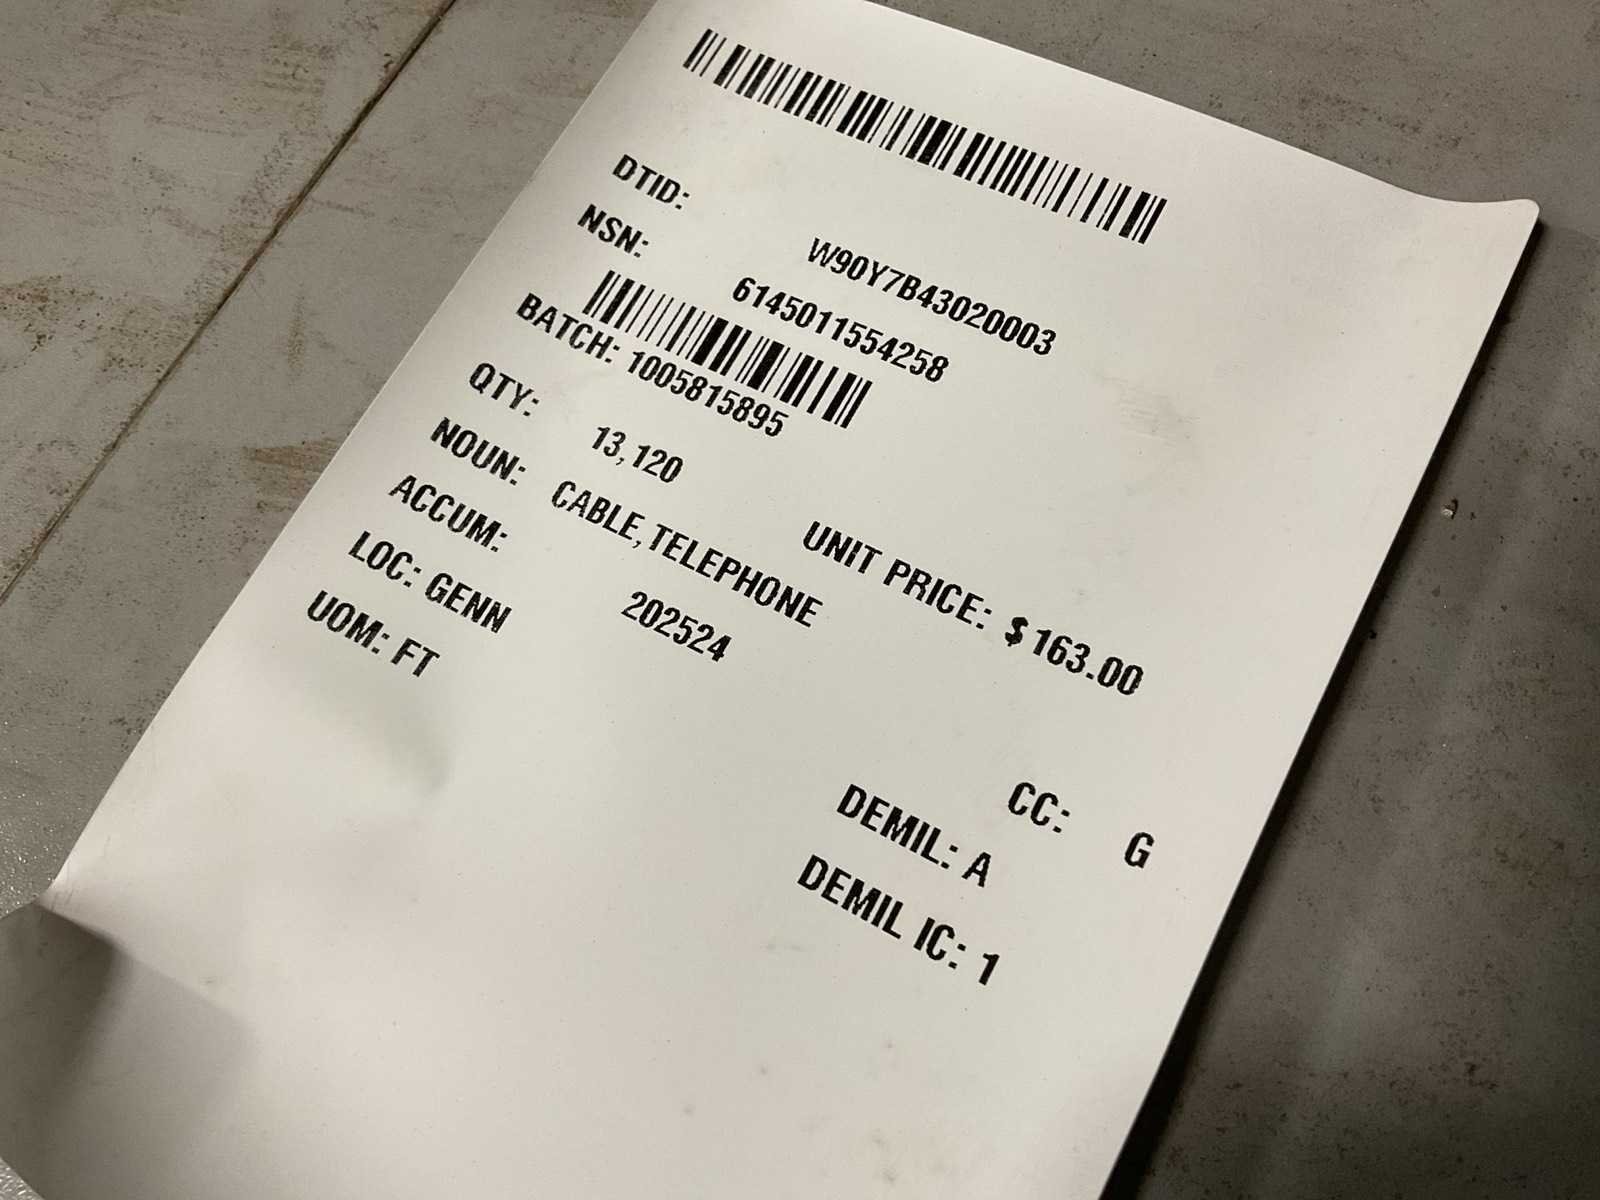 DTID: W90Y7B43020003
NSN: 6145011554258
BATCH: 1005815895
QTY: 13,120 UNIT PRICE: $ 163.00
NOUN: CABLE,TELEPHONE
ACCUM: 202524
LOC: GENN
UOM: FT
CC: G
DEMIL: A
DEMIL IC: 1